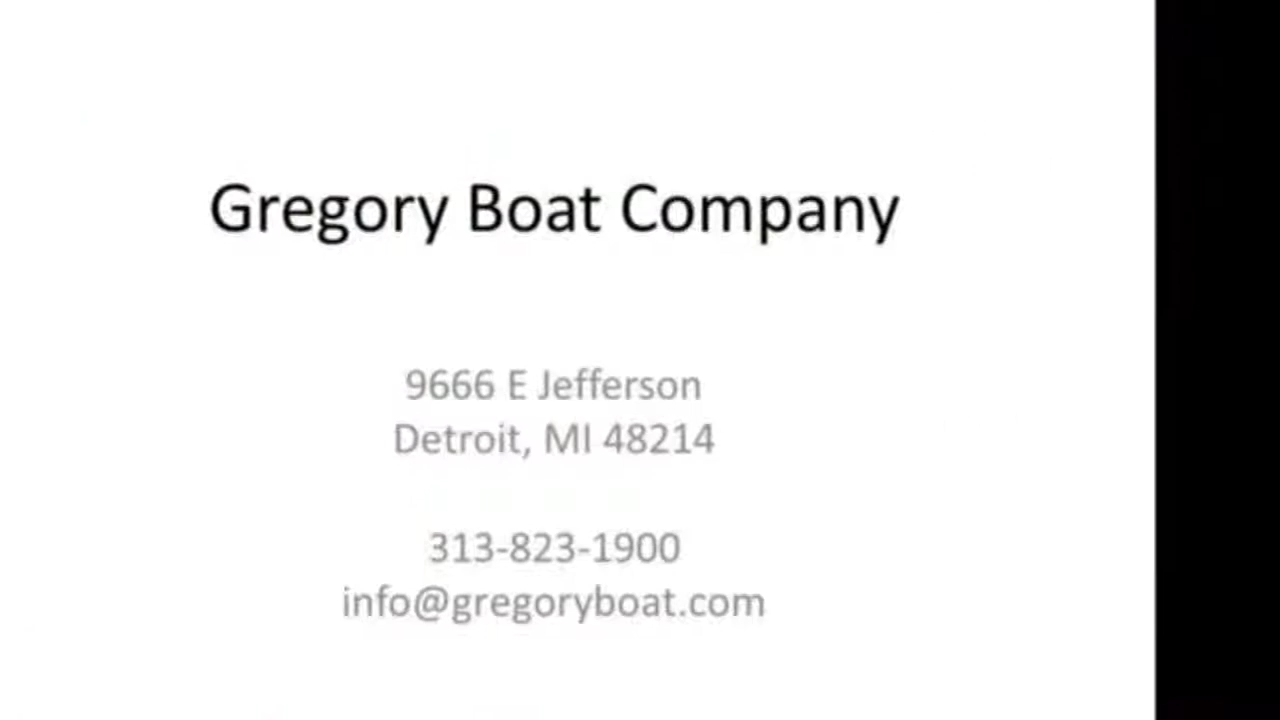 Gregory Boat Company
9666 E Jefferson
Detroit, MI 48214
313-823-1900
info@gregoryboat.com